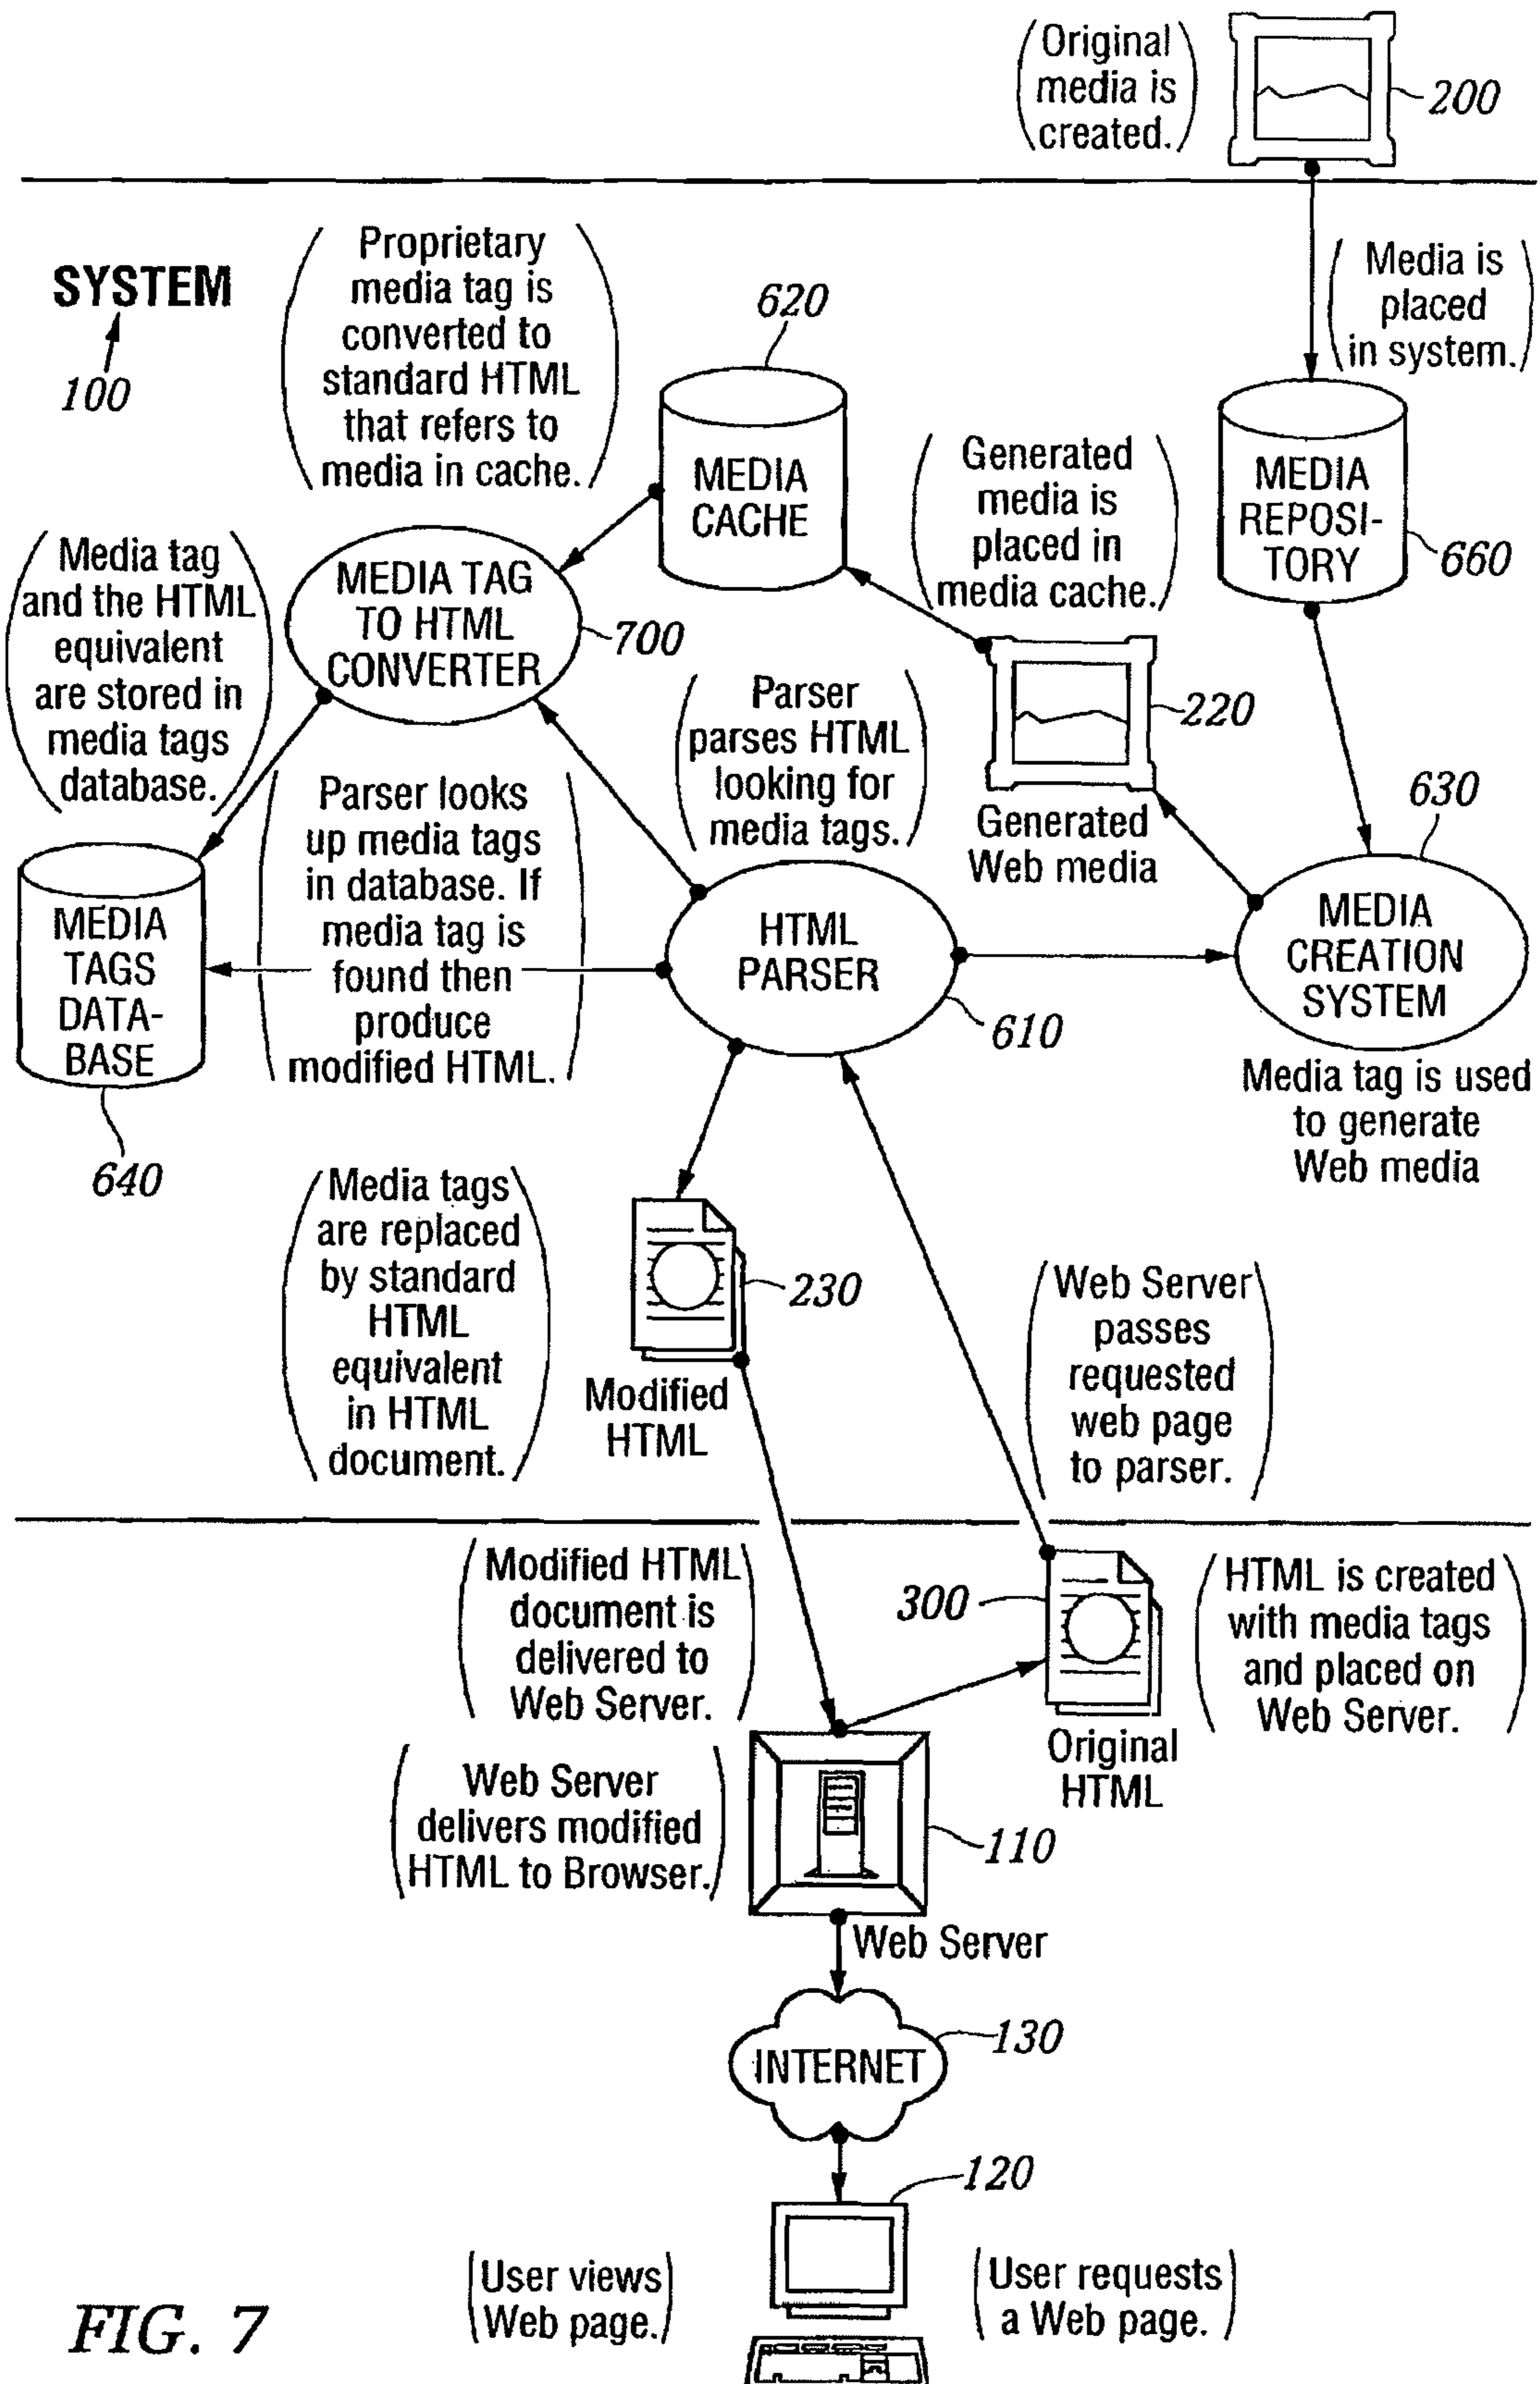 Original
media is
created.
200
SYSTEM
100
Proprietary
media tag is
converted to
standard HTML
that refers to
media in cache.
620
MEDIA
CACHE
Media is
placed
in system.
Generated
media is
placed in
media cache.
MEDIA
REPOSI-
TORY
660
Media tag
and the HTML
equivalent
are stored in
media tags
database.
MEDIA TAG
TO HTML
CONVERTER
700
220
Generated
Web media
Parser
parses HTML
looking for
media tags.
630
MEDIA
CREATION
SYSTEM
Media tag is used
to generate
Web media
Parser looks
up media tags
in database. If
media tag is
found then
produce
modified HTML.
MEDIA
TAGS
DATA-
BASE
640
HTML
PARSER
610
Media tags
are replaced
by standard
HTML
equivalent
in HTML
document.
230
Modified
HTML
Web Server
passes
requested
web page
to parser.
Modified HTML
document is
delivered to
Web Server.
300
Original
HTML
HTML is created
with media tags
and placed on
Web Server.
Web Server
delivers modified
HTML to Browser.
110
Web Server
INTERNET
130
120
User views
Web page.
User requests
a Web page.
FIG. 7